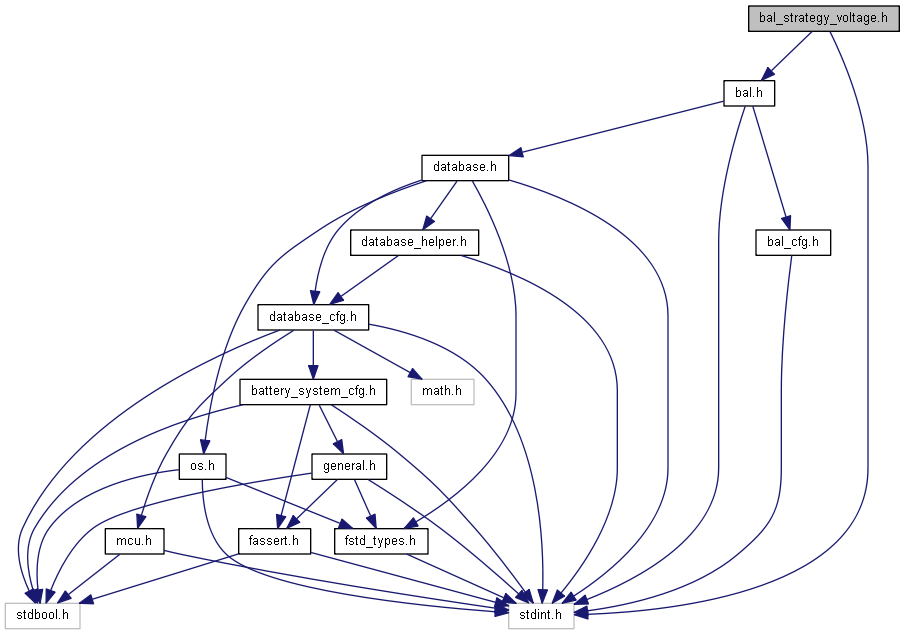 bal_strategy_voltage.h
bal.h
database.h
database_helper.h
bal_cfg.h
database_cfg.h
battery_system_cfg.h
math.h
os.h
general.h
mcu.h
fassert.h
fstd_types.h
stdbool.h
stdint.h